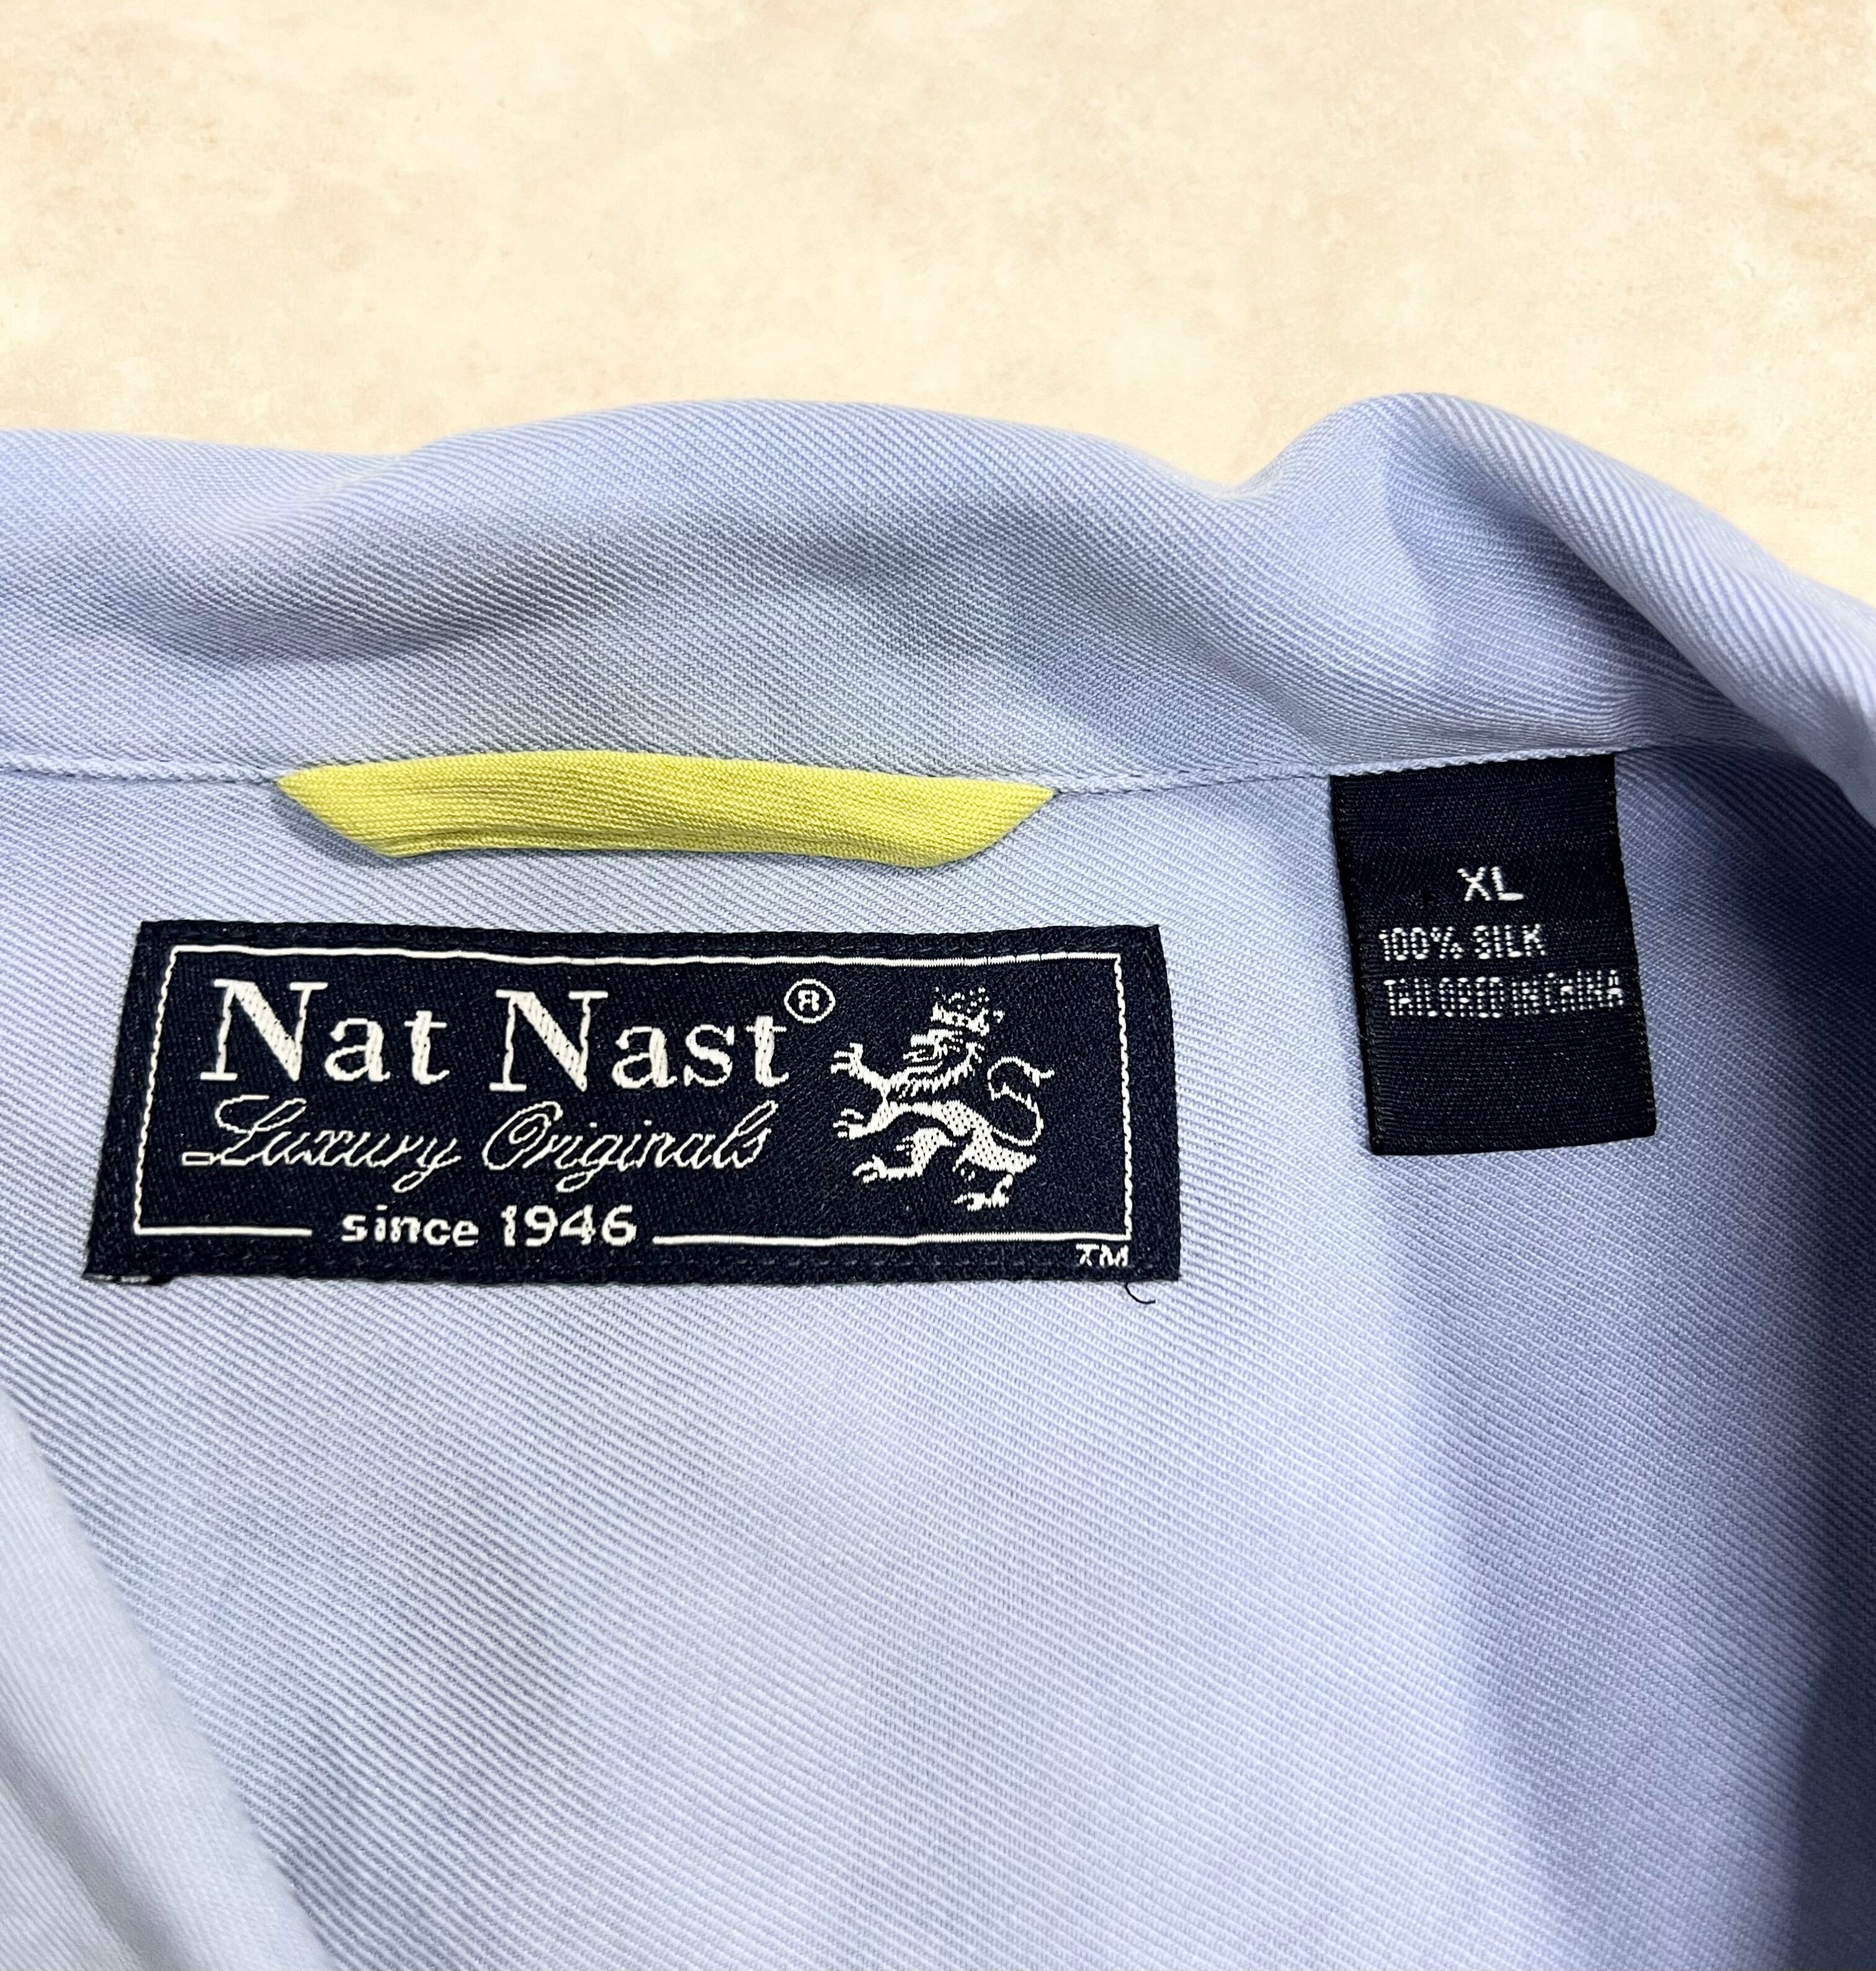 Nat Nast®
Luxury Originals
since 1946
TM
XL
100% SILK
TAILORED IN CHINA